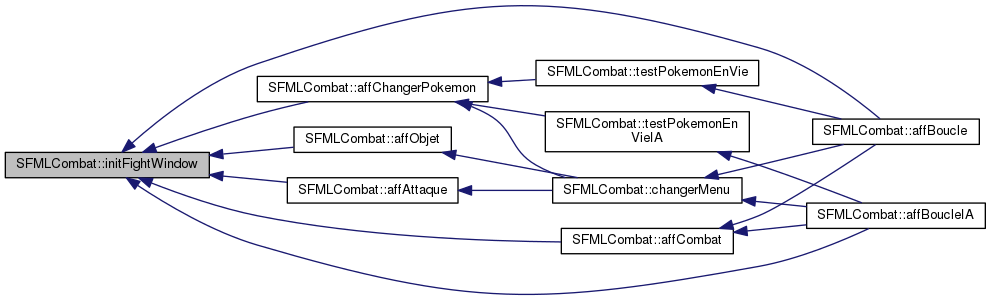 SFMLCombat::initFightWindow
SFMLCombat::affChangerPokemon
SFMLCombat::affObjet
SFMLCombat::affAttaque
SFMLCombat::testPokemonEnVie
SFMLCombat::testPokemonEn
VieIA
SFMLCombat::changerMenu
SFMLCombat::affCombat
SFMLCombat::affBoucle
SFMLCombat::affBoucleIA